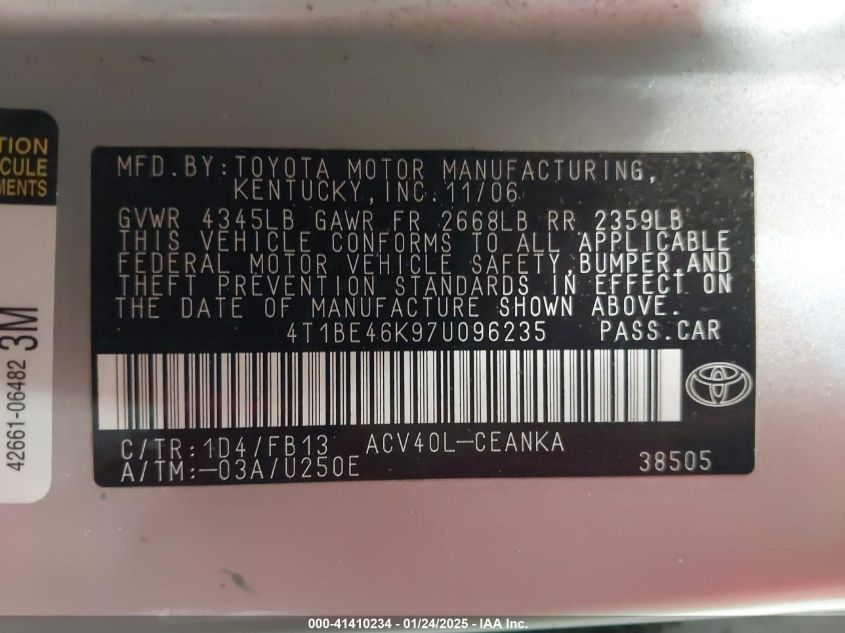 TION
CULE
MENTS
3M
42661-06482
MFD.BY:TOYOTA MOTOR MANUFACTURING,
KENTUCKY,INC.11/06
GVWR 4345LB GAWR FR 2668LB RR 2359LB
THIS VEHICLE CONFORMS TO ALL APPLICABLE
FEDERAL MOTOR VEHICLE SAFETY,BUMPER,AND
THEFT PREVENTION STANDARDS IN EFFECT ON
THE DATE OF MANUFACTURE SHOWN ABOVE.
4T1BE46K97U096235 PASS.CAR
C/TR:1D4/FB13 ACV40L-CEANKA
A/TM:-03A/U250E 38505
000-41410234 - 01/24/2025 - IAA Inc.